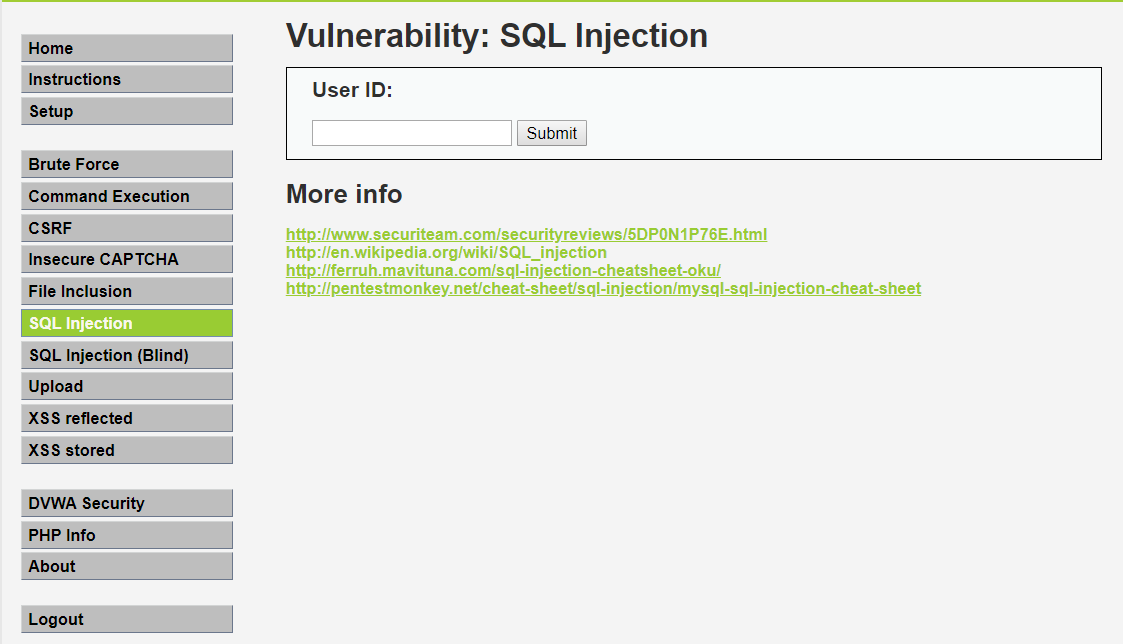 Home
Instructions
Setup
Brute Force
Command Execution
CSRF
Insecure CAPTCHA
File Inclusion
SQL Injection
SQL Injection (Blind)
Upload
XSS reflected
XSS stored
DVWA Security
PHP Info
About
Logout
Vulnerability: SQL Injection
User ID:
Submit
More info
http://www.securiteam.com/securityreviews/5DP0N1P76E.html
http://en.wikipedia.org/wiki/SQL_injection
http://ferruh.mavituna.com/sql-injection-cheatsheet-oku/
http://pentestmonkey.net/cheat-sheet/sql-injection/mysql-sql-injection-cheat-sheet